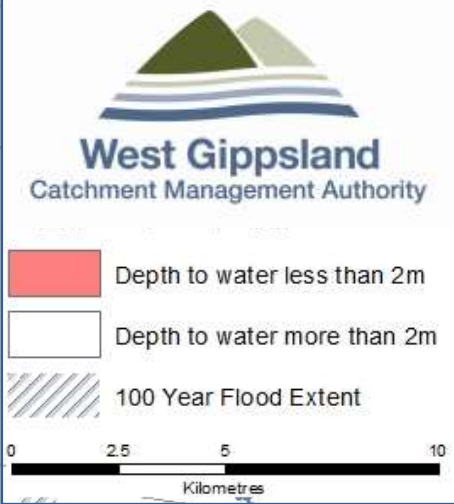 West Gippsland
Catchment Management Authority
Depth to water less than 2m
Depth to water more than 2m
100 Year Flood Extent
0 2.5 5 10
Kilometres